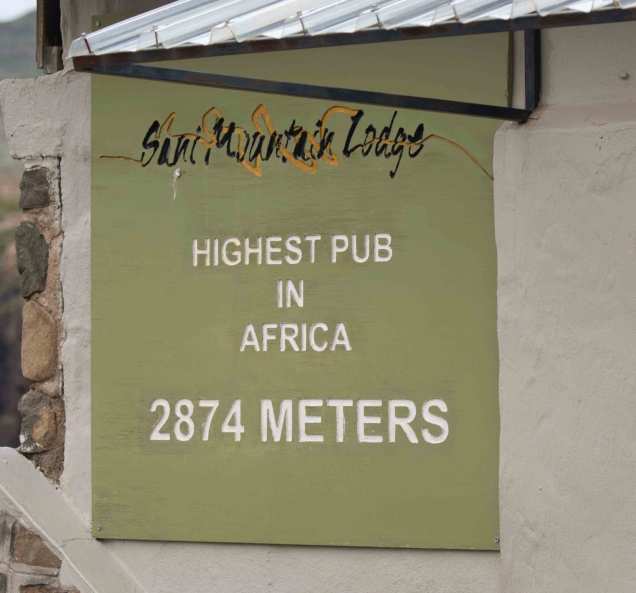 Sani Mountain Lodge
HIGHEST PUB
IN
AFRICA
2874 METERS